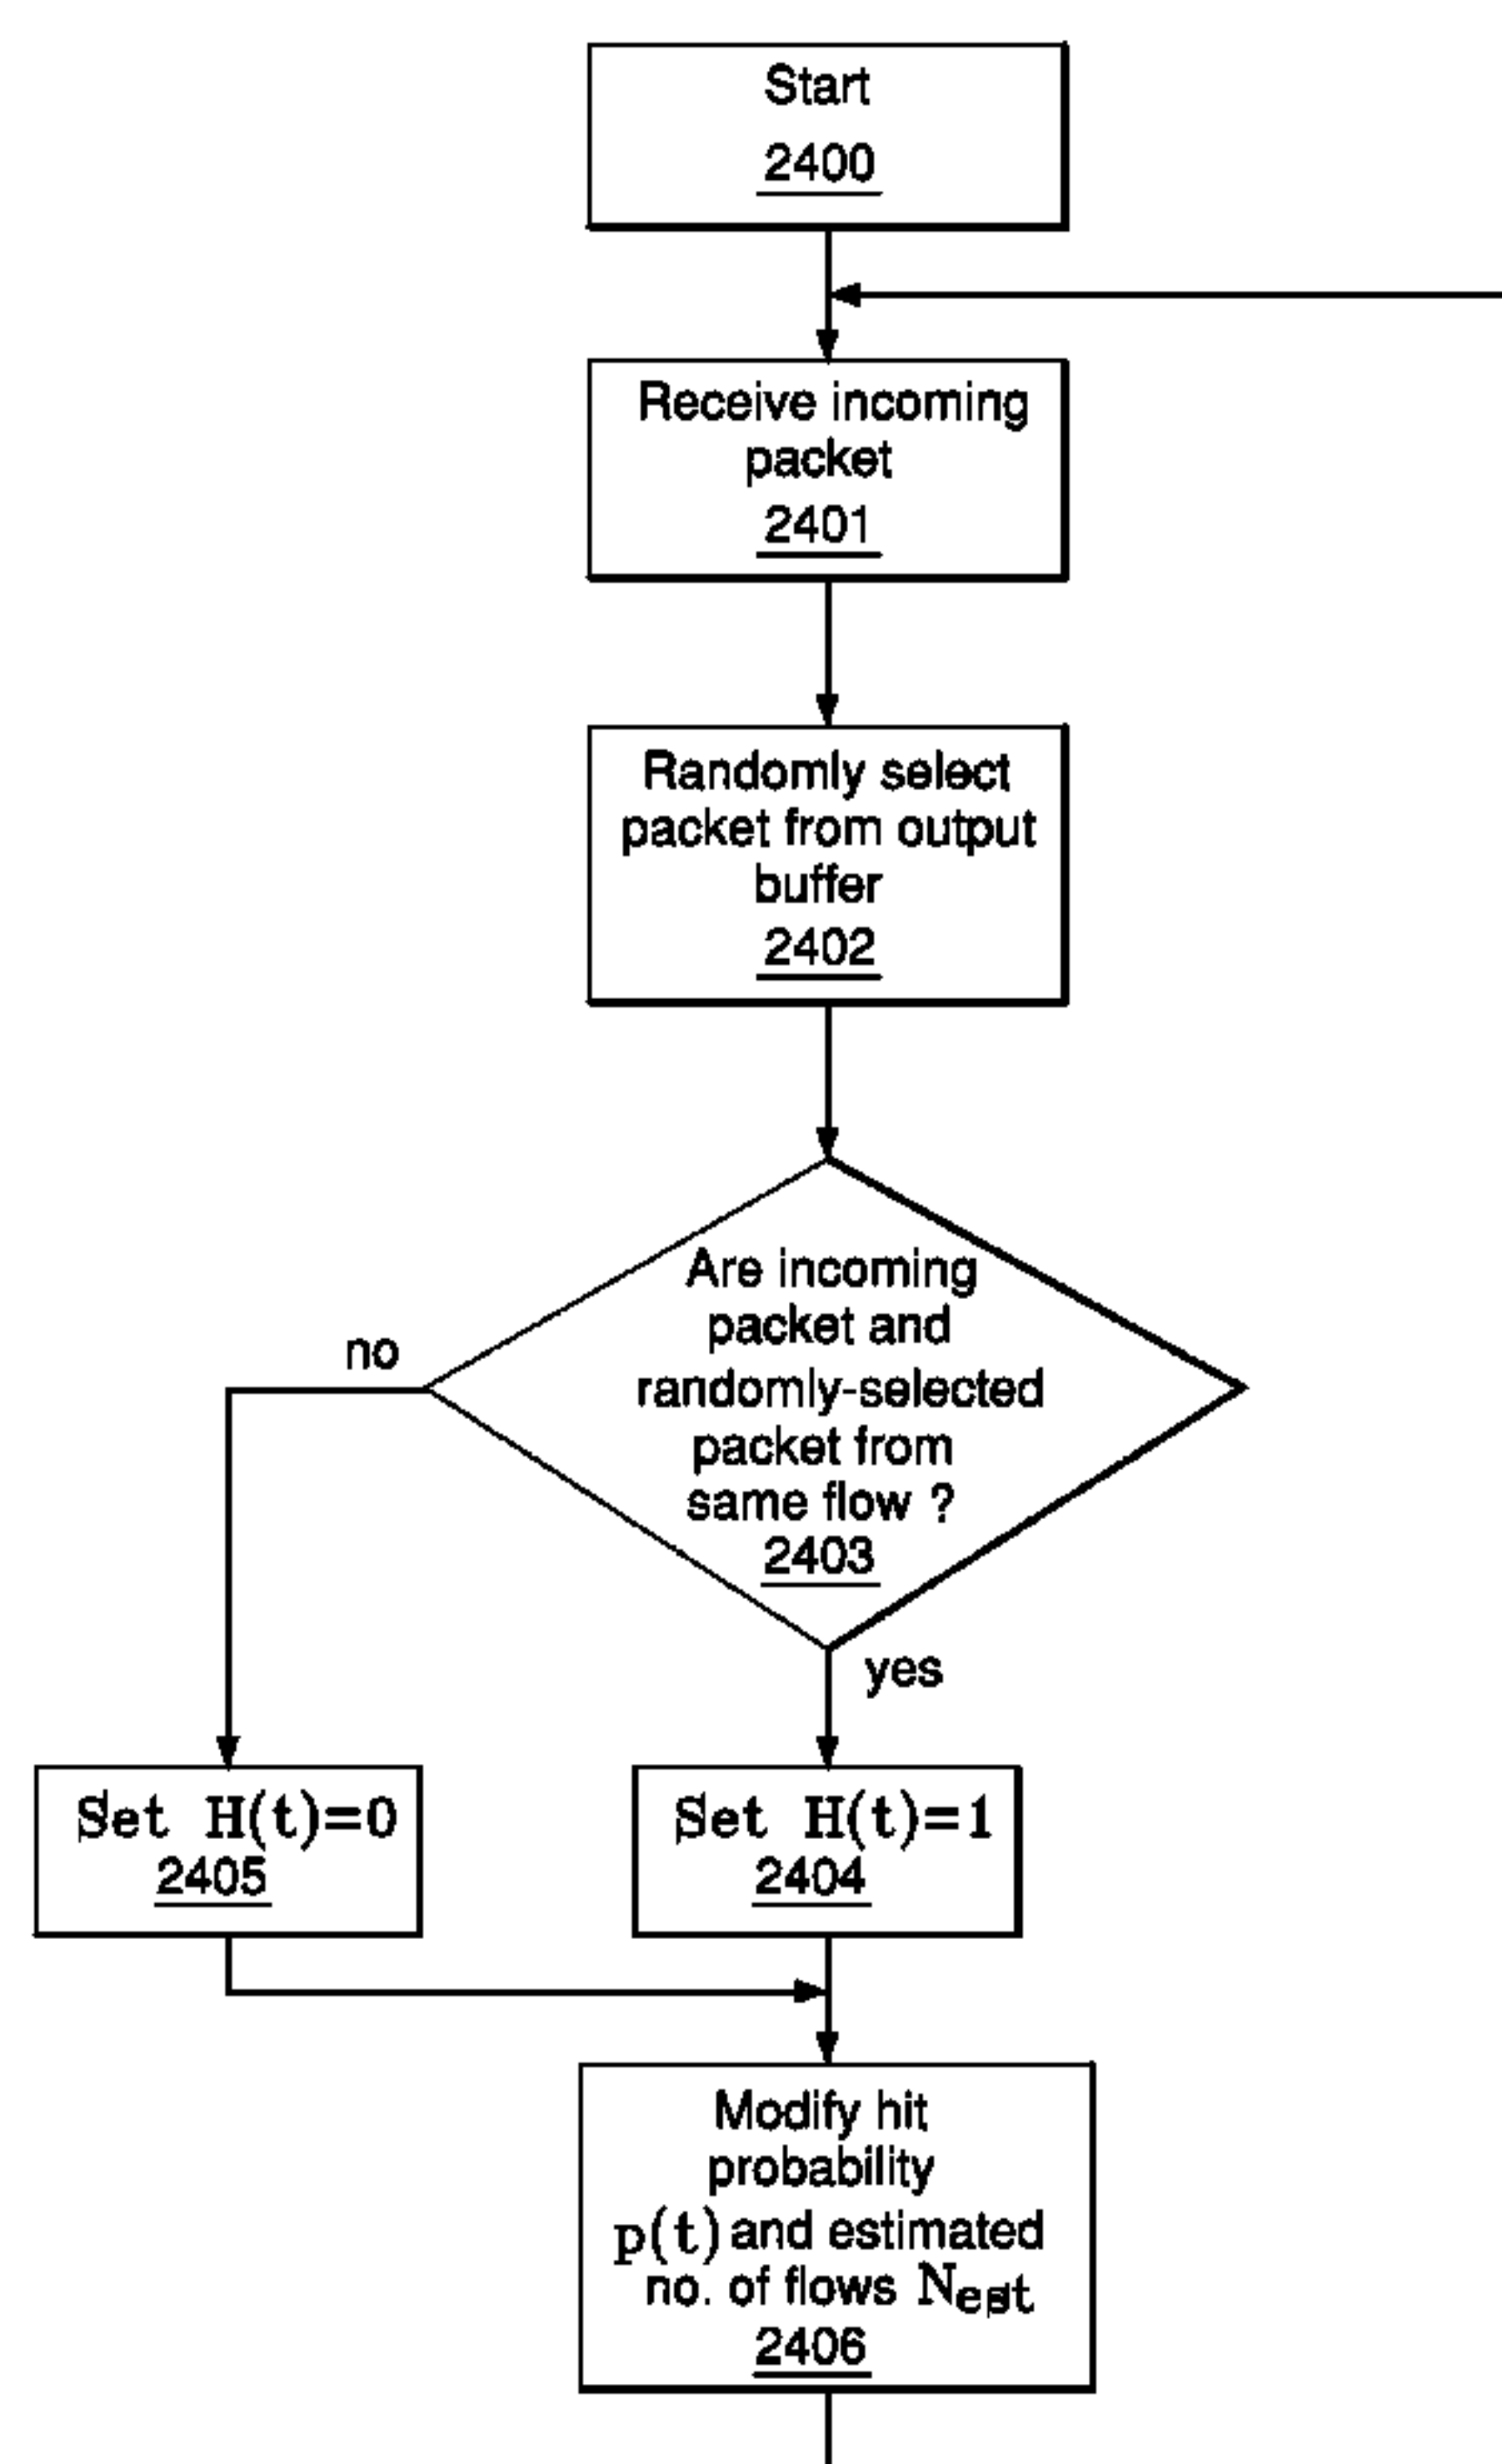 Start
2400
Receive incoming
packet
2401
Randomly select
packet from output
buffer
2402
Are incoming
packet and
randomly-selected
packet from
same flow ?
2403
no
yes
Set H(t)=0
2405
Set H(t)=1
2404
Modify hit
probability
p(t) and estimated
no. of flows Nest
2406